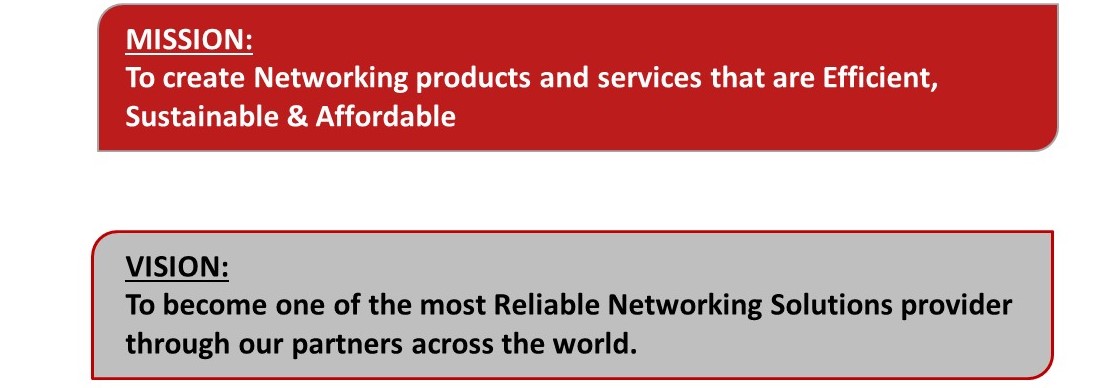 MISSION:
To create Networking products and services that are Efficient,
Sustainable & Affordable
VISION:
To become one of the most Reliable Networking Solutions provider
through our partners across the world.